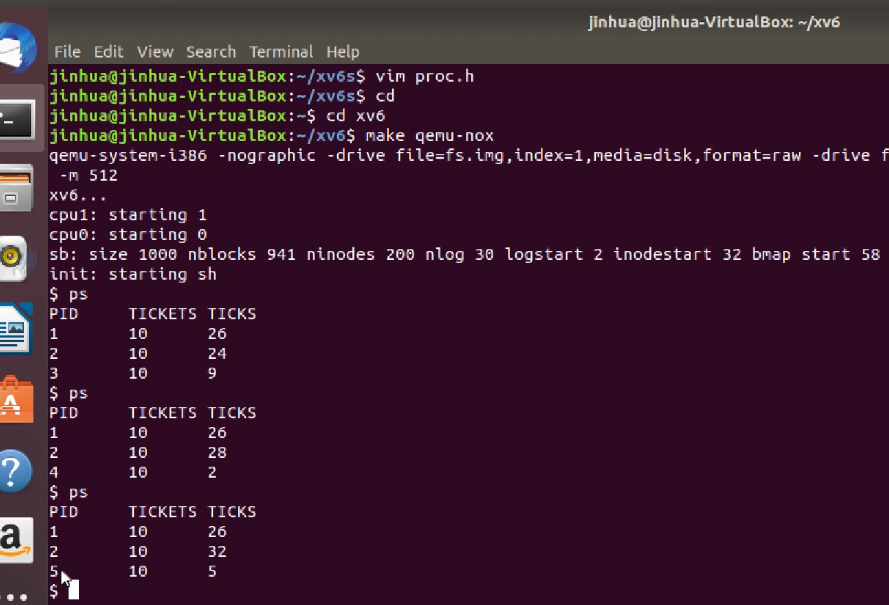 jinhua@jinhua-VirtualBox: ~/xv6
File Edit View Search Terminal Help
jinhua@jinhua-VirtualBox:~/xv6s$ vim proc.h
jinhua@jinhua-VirtualBox:~/xv6s$ cd
jinhua@jinhua-VirtualBox:~$ cd xv6
jinhua@jinhua-VirtualBox:~/xv6$ make qemu-nox
qemu-system-i386 -nographic -drive file=fs.img,index=1,media=disk,format=raw -drive f
-m 512
xv6...
cpu1: starting 1
cpu0: starting 0
sb: size 1000 nblocks 941 ninodes 200 nlog 30 logstart 2 inodestart 32 bmap start 58
init: starting sh
$ ps
PID TICKETS TICKS
1 10 26
2 10 24
3 10 9
$ ps
PID TICKETS TICKS
1 10 26
2 10 28
4 10 2
$ ps
PID TICKETS TICKS
1 10 26
2 10 32
5 10 5
$